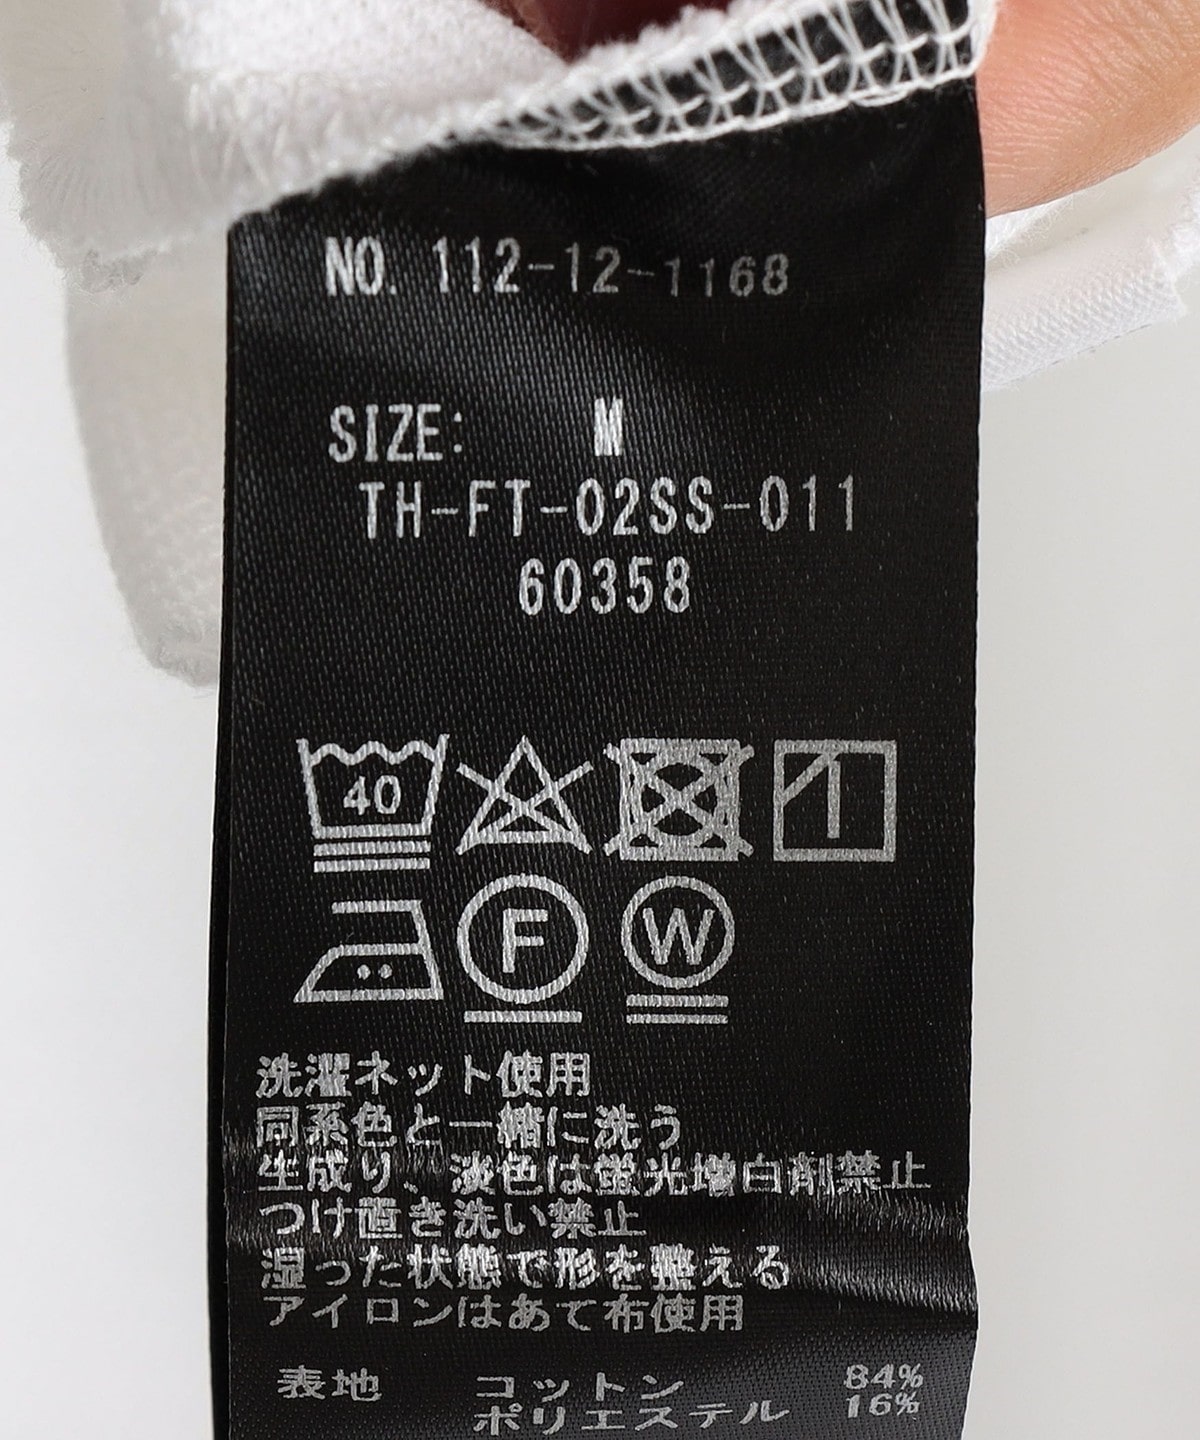 NO. 112-12-1168
SIZE: M
TH-FT-02SS-011
60358
40
F W
洗濯ネット使用
同系色と一緒に洗う
生成り、淡色は蛍光増白剤禁止
つけ置き洗い禁止
湿った状態で形を整える
アイロンはあて布使用
表地 コットン 84%
ポリエステル 16%